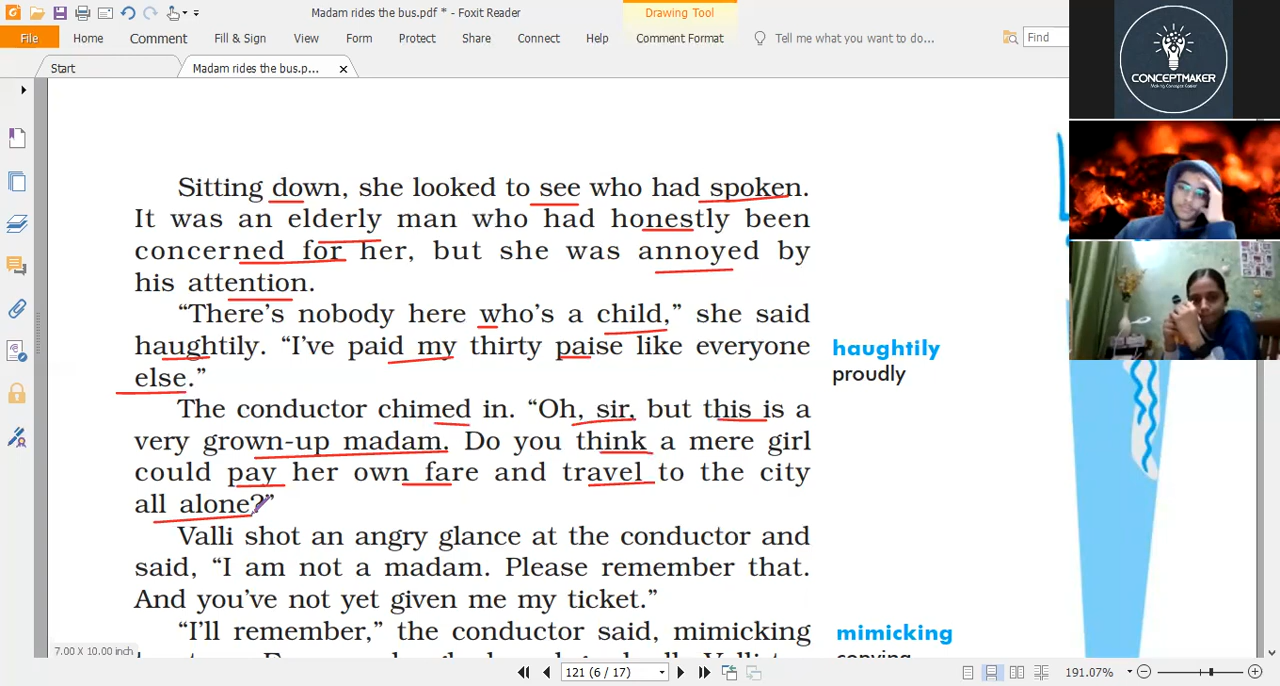 Madam rides the bus.pdf * - Foxit Reader
Drawing Tool
File Home Comment Fill & Sign View Form Protect Share Connect Help Comment Format Tell me what you want to do... Find
Start Madam rides the bus.p...
CONCEPTMAKER
Making Concepts Easier
Sitting down, she looked to see who had spoken.
It was an elderly man who had honestly been
concerned for her, but she was annoyed by
his attention.
“There’s nobody here who’s a child,” she said
haughtily. “I’ve paid my thirty paise like everyone
else.”
haughtily
proudly
The conductor chimed in. “Oh, sir, but this is a
very grown-up madam. Do you think a mere girl
could pay her own fare and travel to the city
all alone?”
Valli shot an angry glance at the conductor and
said, “I am not a madam. Please remember that.
And you’ve not yet given me my ticket.”
“I’ll remember,” the conductor said, mimicking
mimicking
7.00 X 10.00 inch
121 (6 / 17)
191.07%